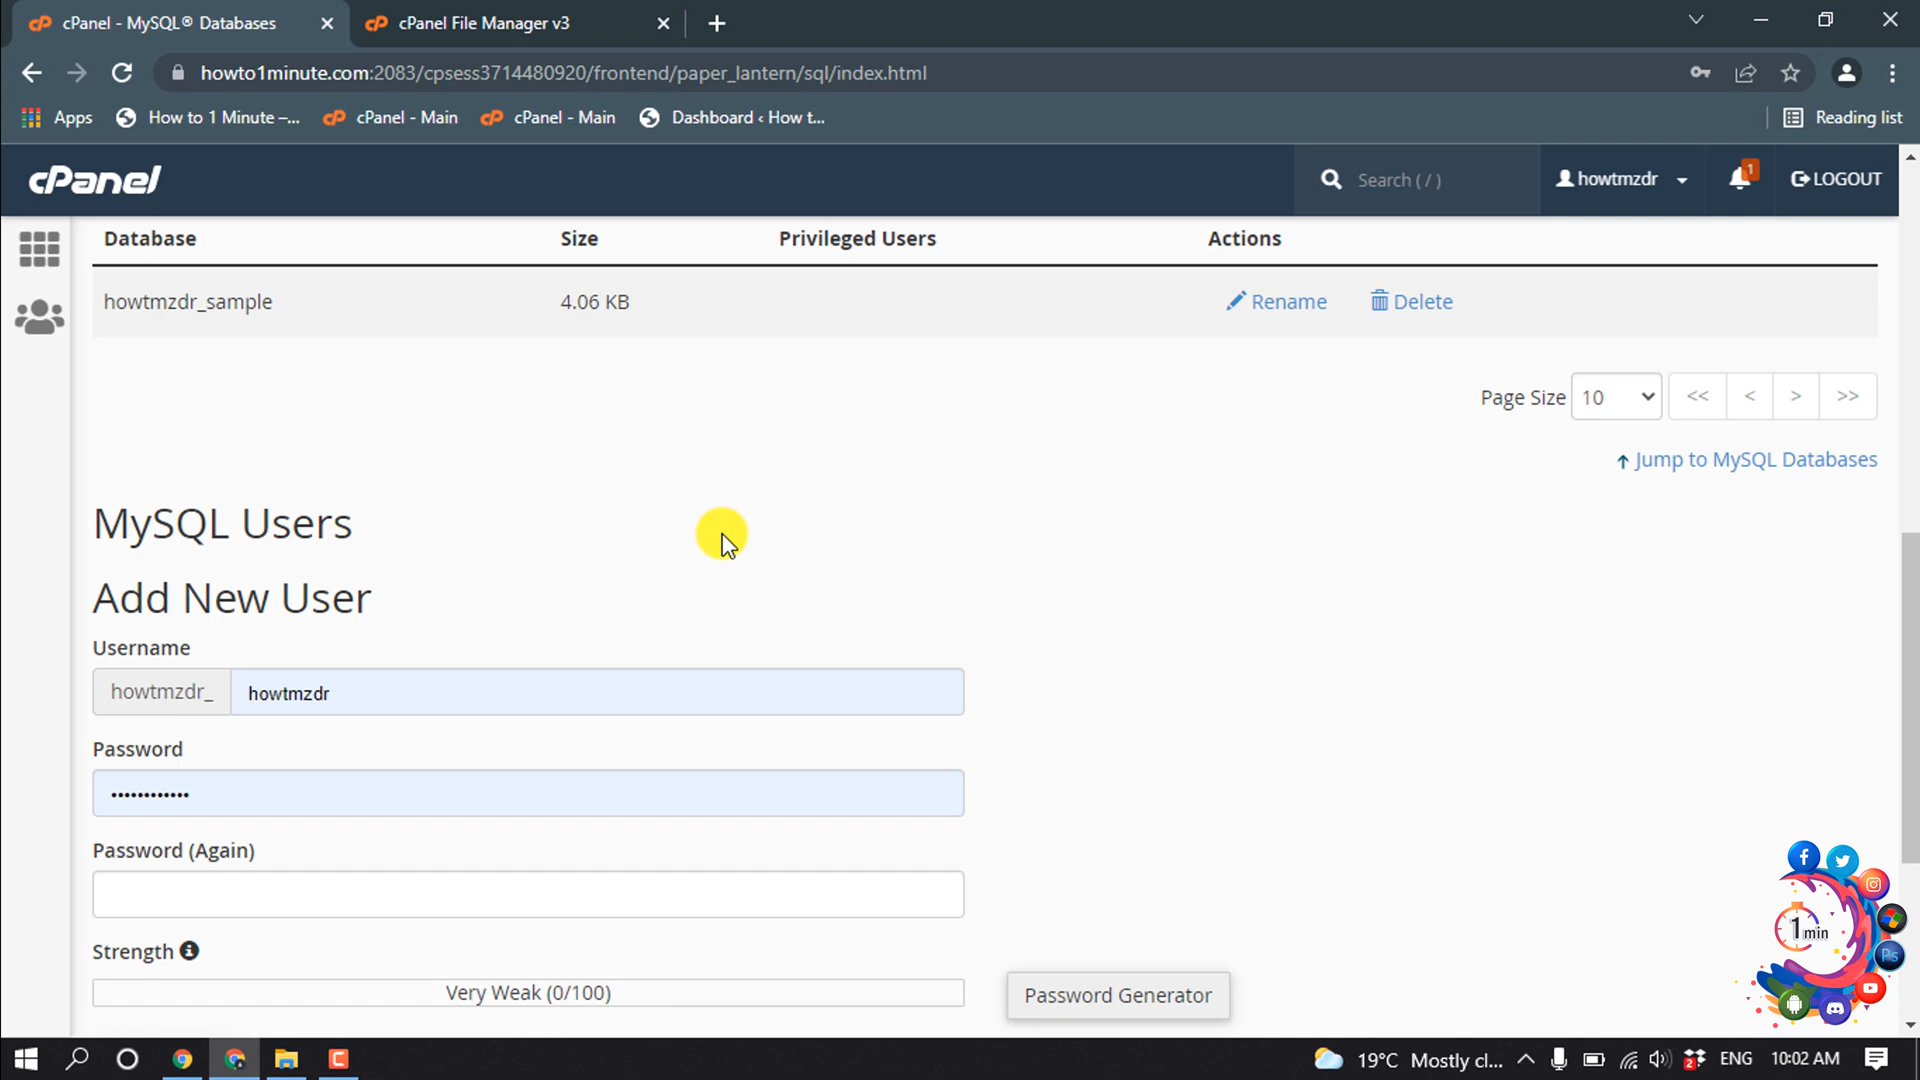 cPanel - MySQL® Databases
cPanel File Manager v3
howto1minute.com:2083/cpsess3714480920/frontend/paper_lantern/sql/index.html
Apps
How to 1 Minute –...
cPanel - Main
cPanel - Main
Dashboard ‹ How t...
Reading list
cPanel
Search ( / )
howtmzdr
1
LOGOUT
Database Size Privileged Users Actions
howtmzdr_sample 4.06 KB Rename Delete
Page Size 10 << < > >>
Jump to MySQL Databases
MySQL Users
Add New User
Username
howtmzdr_ howtmzdr
Password
••••••••••••
Password (Again)
Strength
Very Weak (0/100)
Password Generator
1 min
Ps
19°C Mostly cl...
2
ENG
10:02 AM